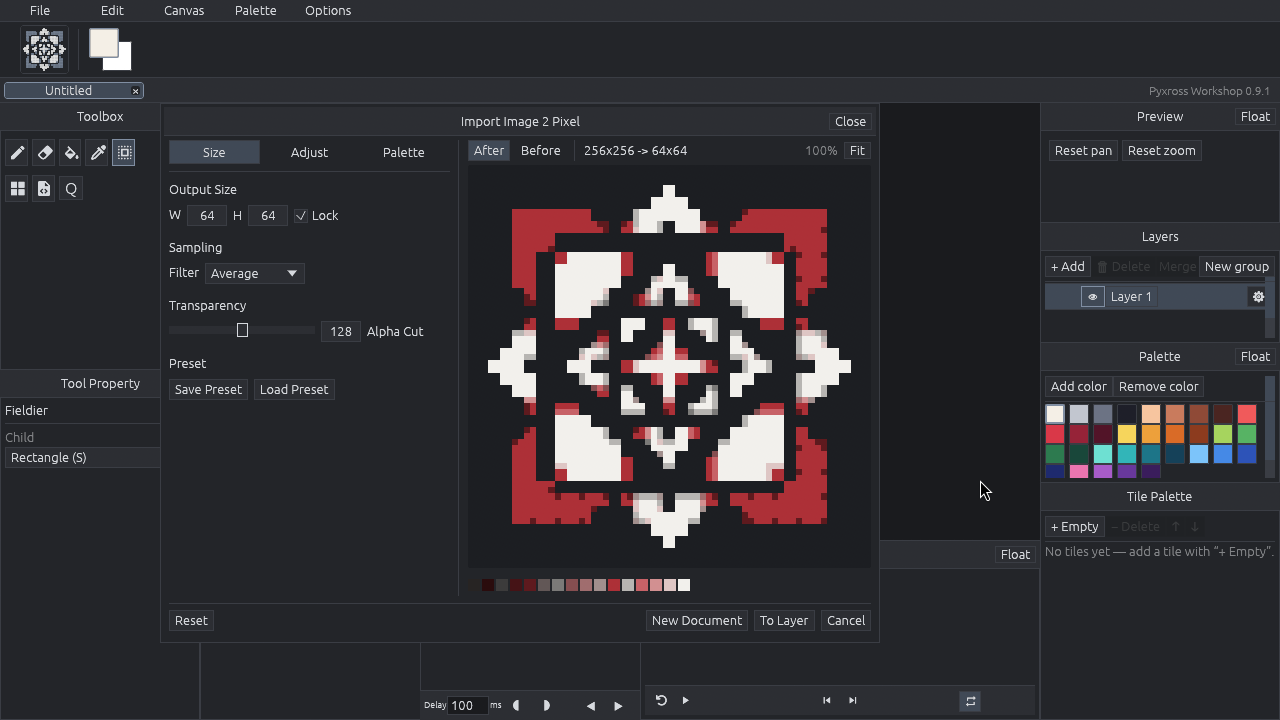 File Edit Canvas Palette Options
Untitled ×
Pyxross Workshop 0.9.1
Toolbox
Import Image 2 Pixel Close
Preview Float
Size Adjust Palette
After Before 256x256 -> 64x64 100% Fit
Reset pan Reset zoom
Q
Output Size
W 64 H 64 Lock
Sampling
Filter Average
Transparency
128 Alpha Cut
Preset
Save Preset Load Preset
Layers
+ Add Delete Merge New group
Layer 1
Palette Float
Add color Remove color
Tool Property
Fieldier
Child
Rectangle (S)
Tile Palette
+ Empty − Delete ↑ ↓
No tiles yet — add a tile with “+ Empty”.
Float
Reset New Document To Layer Cancel
Delay 100 ms